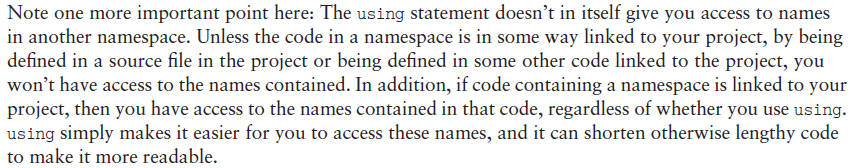 Note one more important point here: The using statement doesn’t in itself give you access to names
in another namespace. Unless the code in a namespace is in some way linked to your project, by being
defined in a source file in the project or being defined in some other code linked to the project, you
won’t have access to the names contained. In addition, if code containing a namespace is linked to your
project, then you have access to the names contained in that code, regardless of whether you use using.
using simply makes it easier for you to access these names, and it can shorten otherwise lengthy code
to make it more readable.